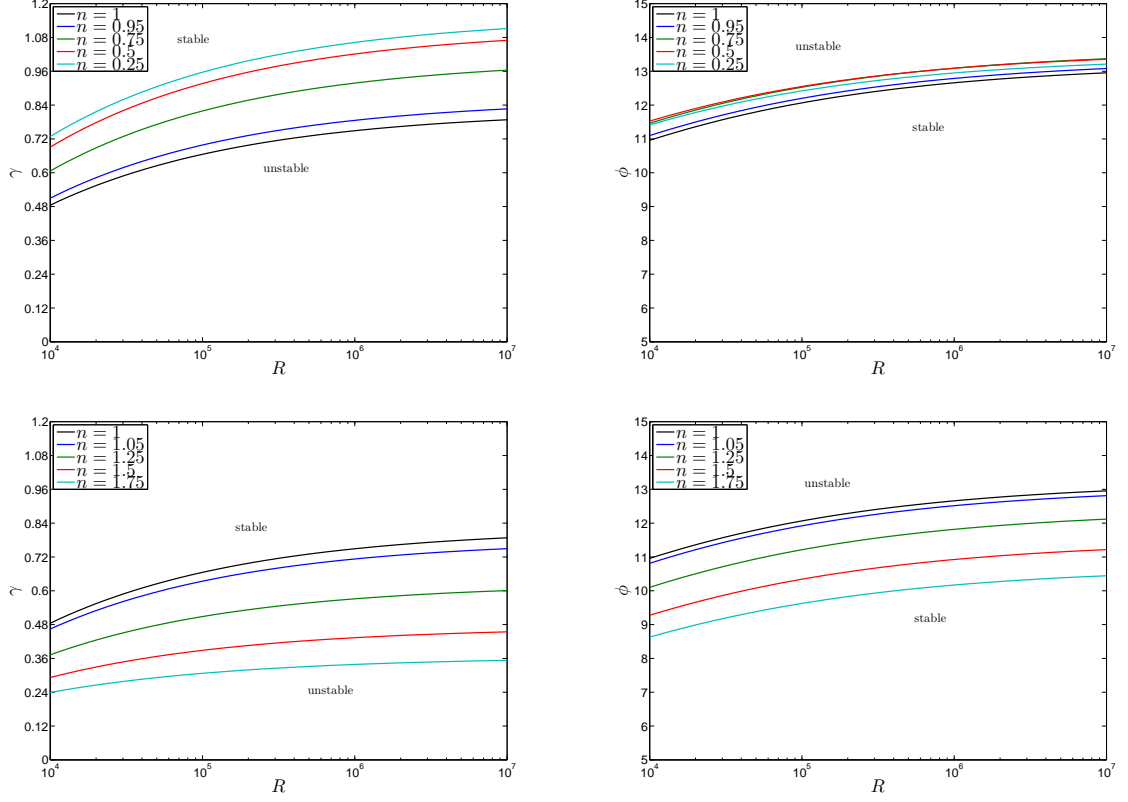 1.2
1.08
0.96
0.84
0.72
0.6
0.48
0.36
0.24
0.12
0
γ
n = 1
n = 0.95
n = 0.75
n = 0.5
n = 0.25
stable
unstable
10^4
10^5
10^6
10^7
R
15
14
13
12
11
10
9
8
7
6
5
ϕ
n = 1
n = 0.95
n = 0.75
n = 0.5
n = 0.25
unstable
stable
10^4
10^5
10^6
10^7
R
1.2
1.08
0.96
0.84
0.72
0.6
0.48
0.36
0.24
0.12
0
γ
n = 1
n = 1.05
n = 1.25
n = 1.5
n = 1.75
stable
unstable
10^4
10^5
10^6
10^7
R
15
14
13
12
11
10
9
8
7
5
5
ϕ
n = 1
n = 1.05
n = 1.25
n = 1.5
n = 1.75
unstable
stable
10^4
10^5
10^6
10^7
R